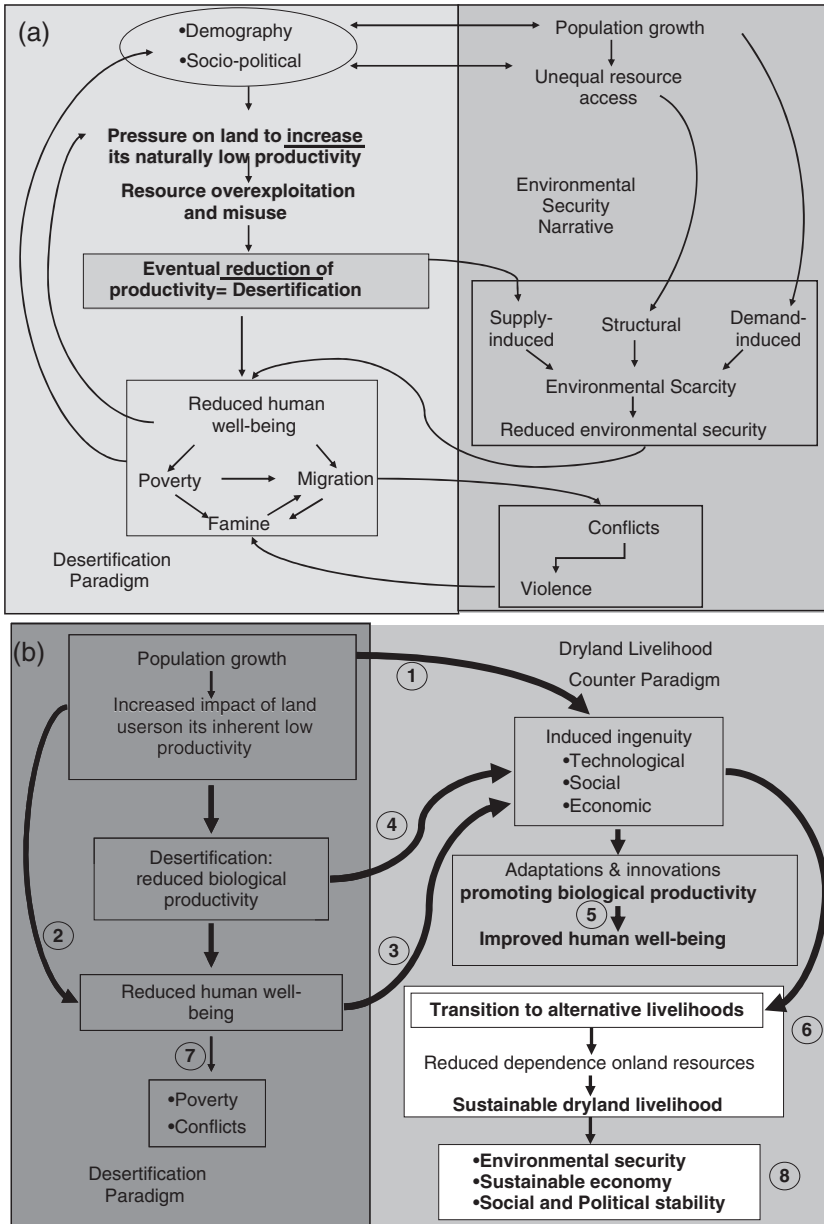 (a)
•Demography
•Socio-political
Pressure on land to increase
its naturally low productivity
Resource overexploitation
and misuse
Eventual reduction of
productivity= Desertification
Reduced human
well-being
Poverty
Migration
Famine
Desertification
Paradigm
Population growth
Unequal resource
access
Environmental
Security
Narrative
Supply-
induced
Structural
Demand-
induced
Environmental Scarcity
Reduced environmental security
Conflicts
Violence
(b)
Population growth
Increased impact of land
userson its inherent low
productivity
Desertification:
reduced biological
productivity
Reduced human well-
being
•Poverty
•Conflicts
Desertification
Paradigm
1
2
3
4
7
Dryland Livelihood
Counter Paradigm
Induced ingenuity
•Technological
•Social
•Economic
Adaptations & innovations
promoting biological productivity
5
Improved human well-being
Transition to alternative livelihoods
6
Reduced dependence onland resources
Sustainable dryland livelihood
•Environmental security
•Sustainable economy
•Social and Political stability
8